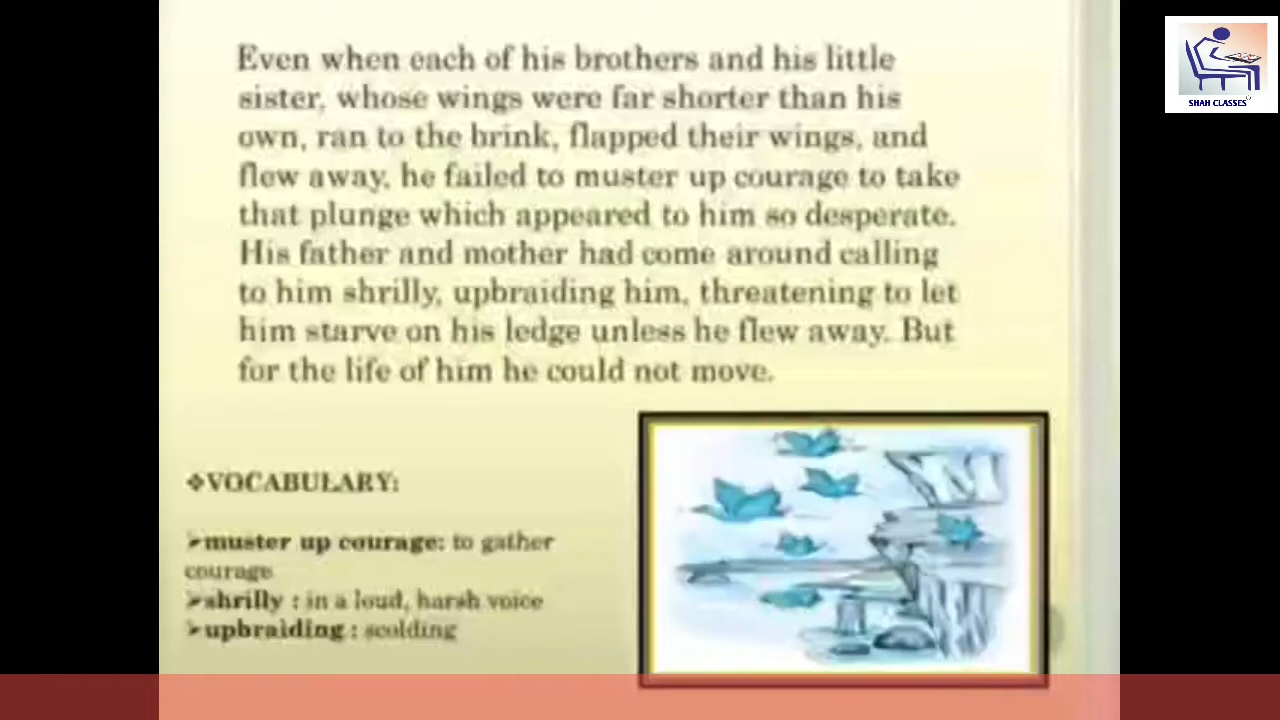 Even when each of his brothers and his little
sister, whose wings were far shorter than his
own, ran to the brink, flapped their wings, and
flew away, he failed to muster up courage to take
that plunge which appeared to him so desperate.
His father and mother had come around calling
to him shrilly, upbraiding him, threatening to let
him starve on his ledge unless he flew away. But
for the life of him he could not move.
❖VOCABULARY:
➢muster up courage: to gather
courage
➢shrilly : in a loud, harsh voice
➢upbraiding : scolding
SHAH CLASSES